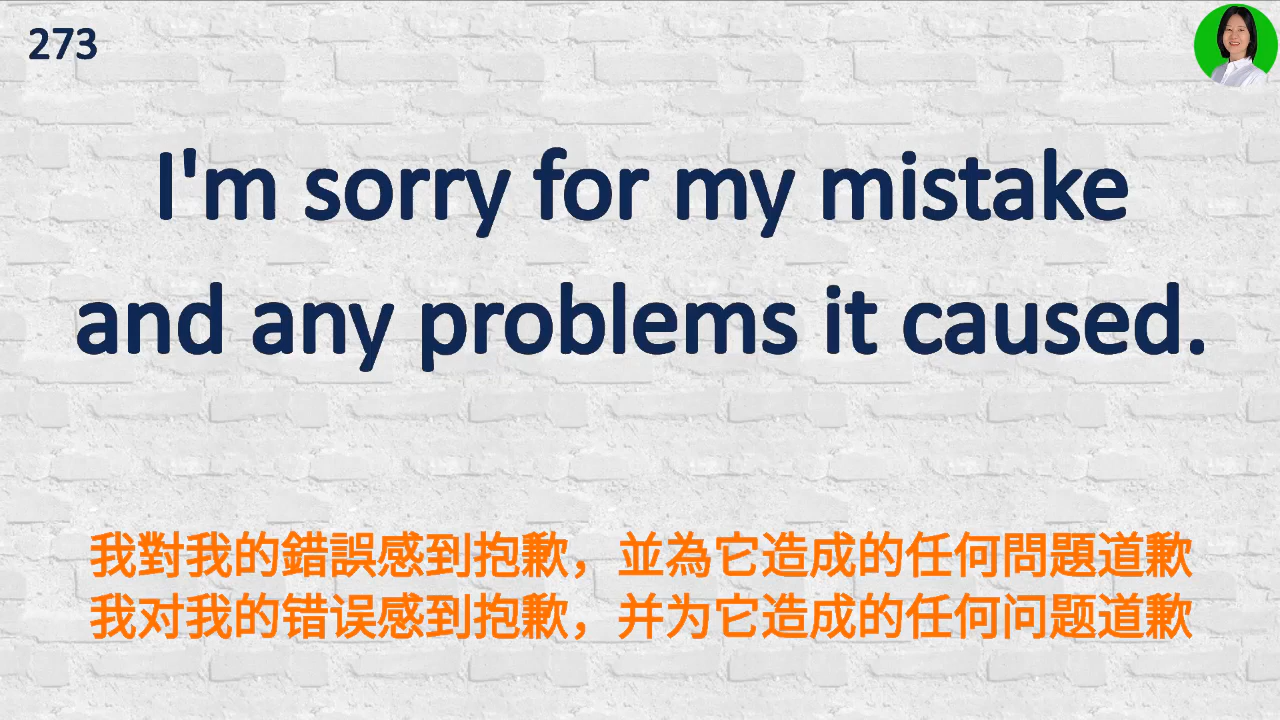 273
I'm sorry for my mistake
and any problems it caused.
我對我的錯誤感到抱歉，並為它造成的任何問題道歉
我对我的错误感到抱歉，并为它造成的任何问题道歉